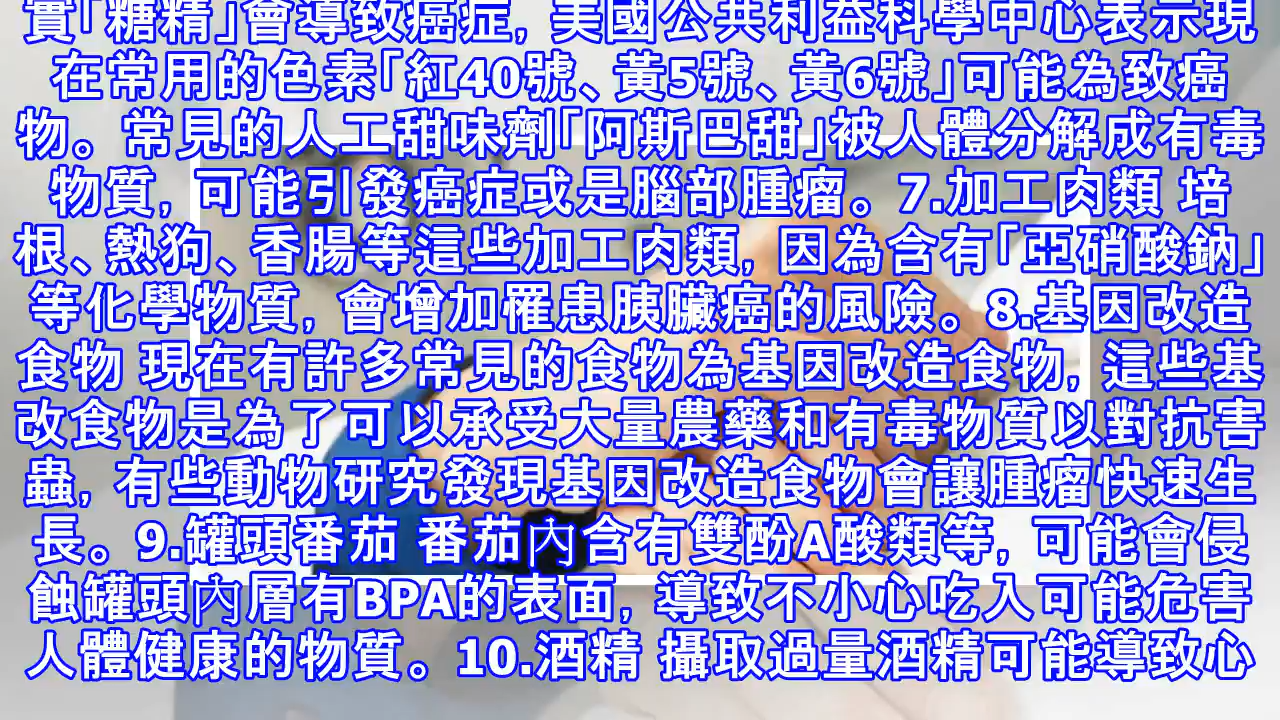 實「糖精」會導致癌症, 美國公共利益科學中心表示現
在常用的色素「紅40號、黃5號、黃6號」可能為致癌
物。常見的人工甜味劑「阿斯巴甜」被人體分解成有毒
物質, 可能引發癌症或是腦部腫瘤。7.加工肉類 培
根、熱狗、香腸等這些加工肉類, 因為含有「亞硝酸鈉」
等化學物質, 會增加罹患胰臟癌的風險。8.基因改造
食物 現在有許多常見的食物為基因改造食物, 這些基
改食物是為了可以承受大量農藥和有毒物質以對抗害
蟲, 有些動物研究發現基因改造食物會讓腫瘤快速生
長。9.罐頭番茄 番茄內含有雙酚A酸類等, 可能會侵
蝕罐頭內層有BPA的表面, 導致不小心吃入可能危害
人體健康的物質。10.酒精 攝取過量酒精可能導致心